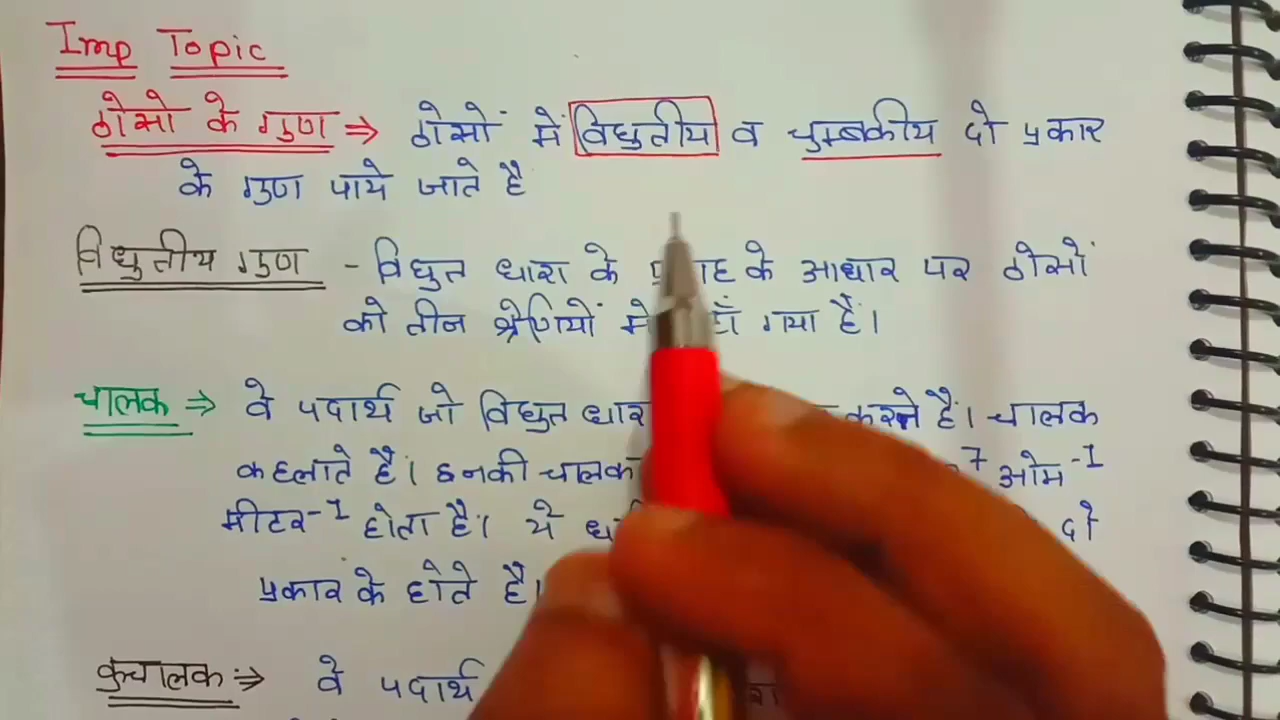 Imp Topic
ठोसो के गुण ⇒ ठोसों में विधुतीय व चुम्बकीय दो प्रकार
के गुण पाये जाते है
विधुतीय गुण - विधुत धारा के के आधार पर ठोसों
को तीन श्रेणियों में गया हैं।
चालक ⇒ वे पदार्थ जो विधुत करते है। चालक
कहलाते है। इनकी ओम⁻¹
मीटर⁻¹ होता है। ये दो
प्रकार के होते है।
कुचालक ⇒ वे पदार्थ